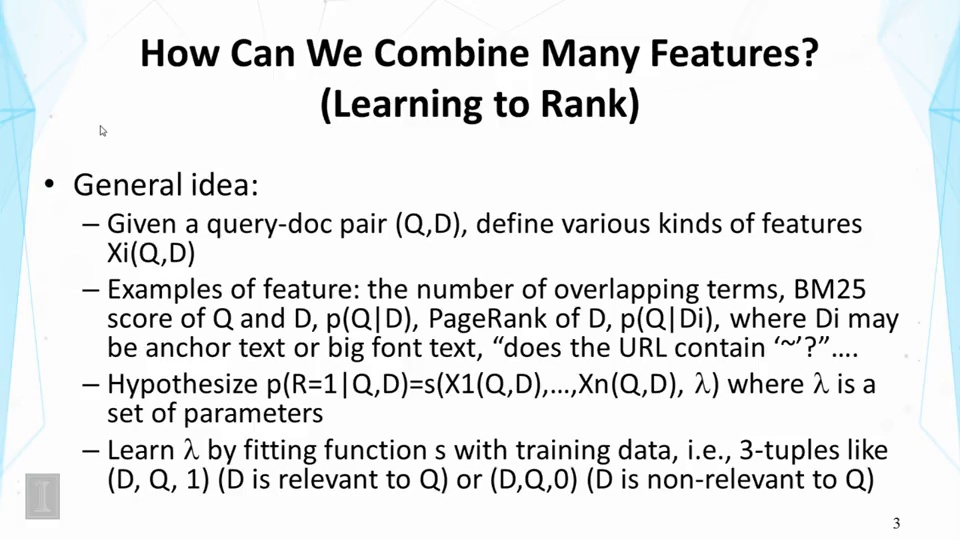 How Can We Combine Many Features?
(Learning to Rank)
• General idea:
– Given a query-doc pair (Q,D), define various kinds of features
Xi(Q,D)
– Examples of feature: the number of overlapping terms, BM25
score of Q and D, p(Q|D), PageRank of D, p(Q|Di), where Di may
be anchor text or big font text, “does the URL contain ‘~’?”….
– Hypothesize p(R=1|Q,D)=s(X1(Q,D),…,Xn(Q,D), λ) where λ is a
set of parameters
– Learn λ by fitting function s with training data, i.e., 3-tuples like
(D, Q, 1) (D is relevant to Q) or (D,Q,0) (D is non-relevant to Q)
I
3